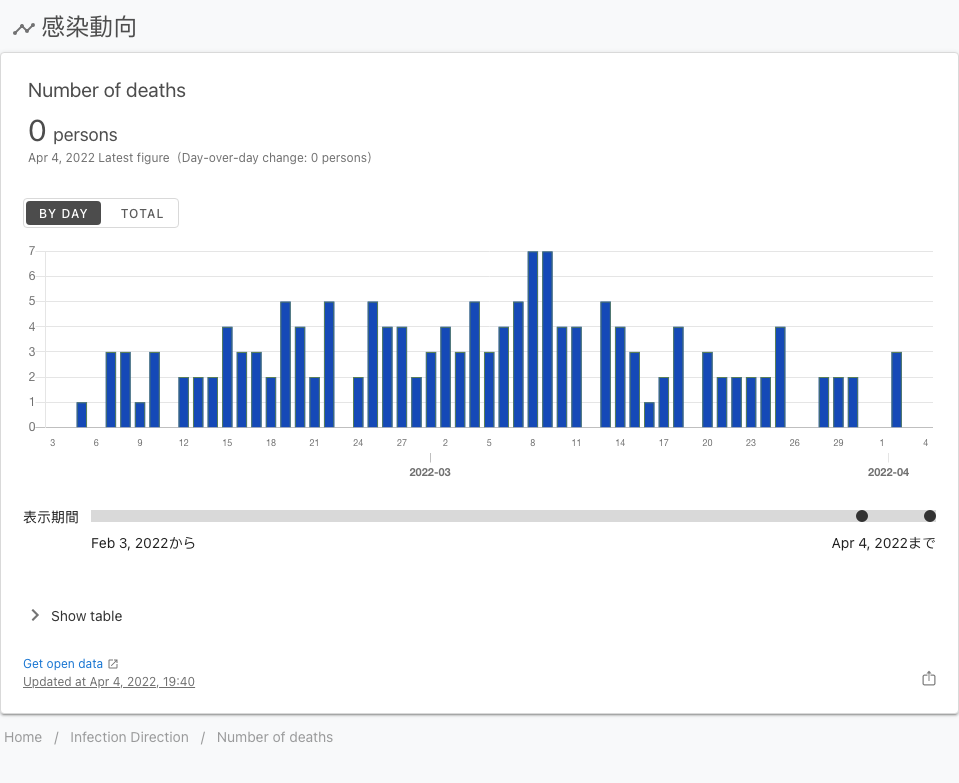 感染動向
Number of deaths
0 persons
Apr 4, 2022 Latest figure (Day-over-day change: 0 persons)
BY DAY TOTAL
7
6
5
4
3
2
1
0
3 6 9 12 15 18 21 24 27 2 5 8 11 14 17 20 23 26 29 1 4
2022-03 2022-04
表示期間
Feb 3, 2022から Apr 4, 2022まで
Show table
Get open data
Updated at Apr 4, 2022, 19:40
Home / Infection Direction / Number of deaths